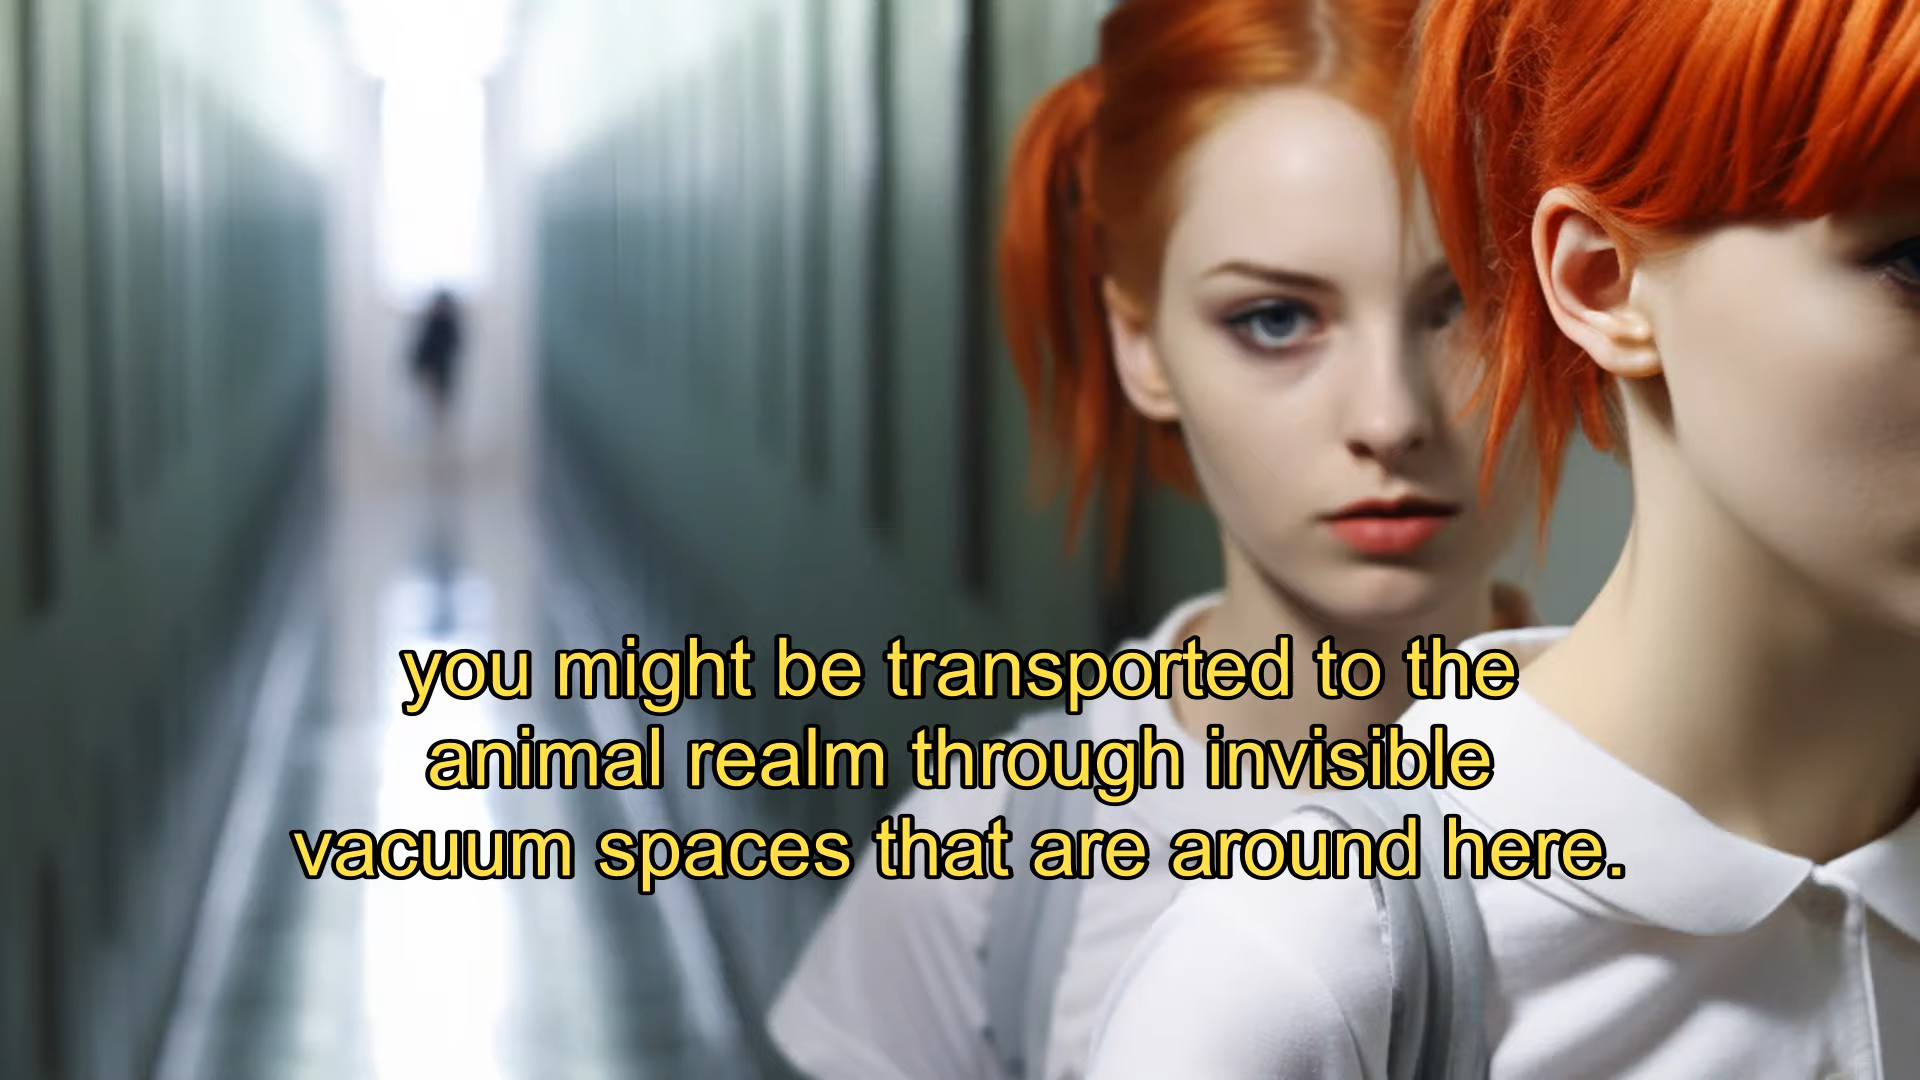 you might be transported to the
animal realm through invisible
vacuum spaces that are around here.